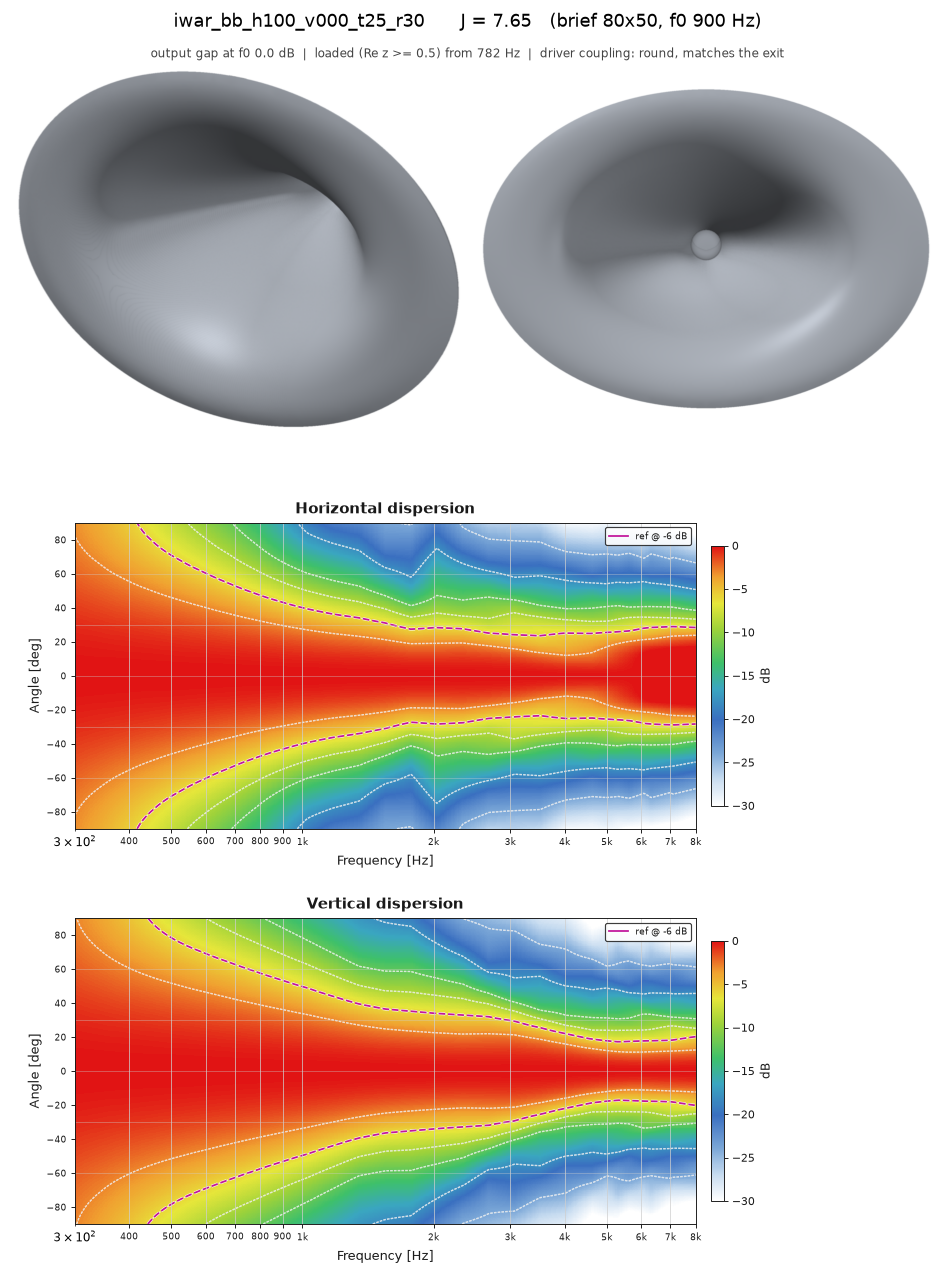 iwar_bb_h100_v000_t25_r30 J = 7.65 (brief 80x50, f0 900 Hz)
output gap at f0 0.0 dB | loaded (Re z >= 0.5) from 782 Hz | driver coupling: round, matches the exit
Horizontal dispersion
ref @ -6 dB
80
60
40
20
0
−20
−40
−60
−80
Angle [deg]
3 × 10²
400
500
600
700
800
900
1k
2k
3k
4k
5k
6k
7k
8k
Frequency [Hz]
0
−5
−10
−15
−20
−25
−30
dB
Vertical dispersion
ref @ -6 dB
80
60
40
20
0
−20
−40
−60
−80
Angle [deg]
3 × 10²
400
500
600
700
800
900
1k
2k
3k
4k
5k
6k
7k
8k
Frequency [Hz]
0
−5
−10
−15
−20
−25
−30
dB